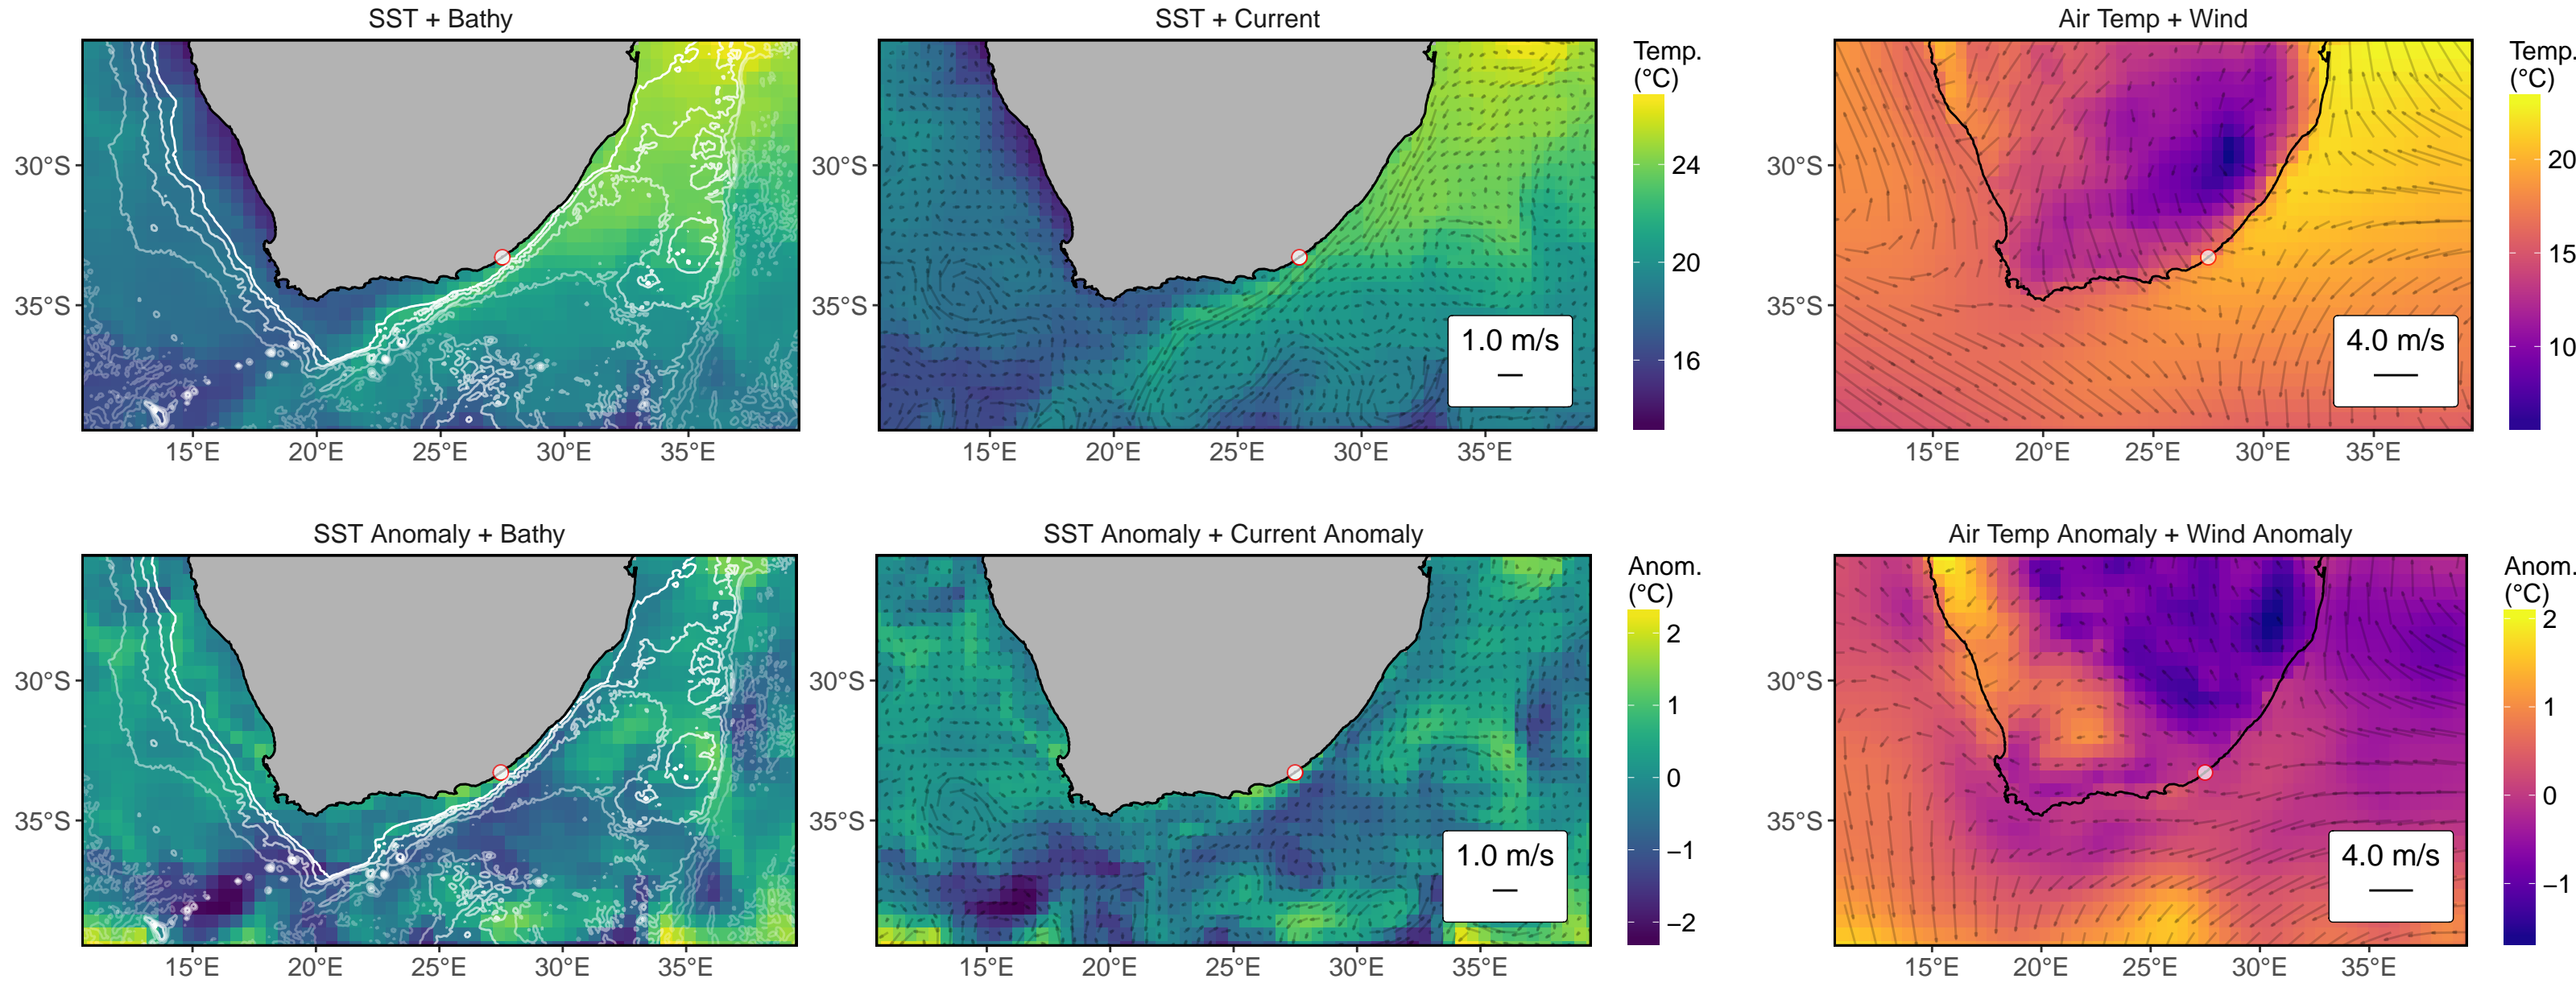 SST + Bathy
SST + Current
Air Temp + Wind
Temp.
(°C)
24
20
16
Temp.
(°C)
20
15
10
30°S
35°S
30°S
35°S
30°S
35°S
1.0 m/s
4.0 m/s
15°E 20°E 25°E 30°E 35°E
15°E 20°E 25°E 30°E 35°E
15°E 20°E 25°E 30°E 35°E
SST Anomaly + Bathy
SST Anomaly + Current Anomaly
Air Temp Anomaly + Wind Anomaly
Anom.
(°C)
2
1
0
−1
−2
Anom.
(°C)
2
1
0
−1
30°S
35°S
30°S
35°S
30°S
35°S
1.0 m/s
4.0 m/s
15°E 20°E 25°E 30°E 35°E
15°E 20°E 25°E 30°E 35°E
15°E 20°E 25°E 30°E 35°E